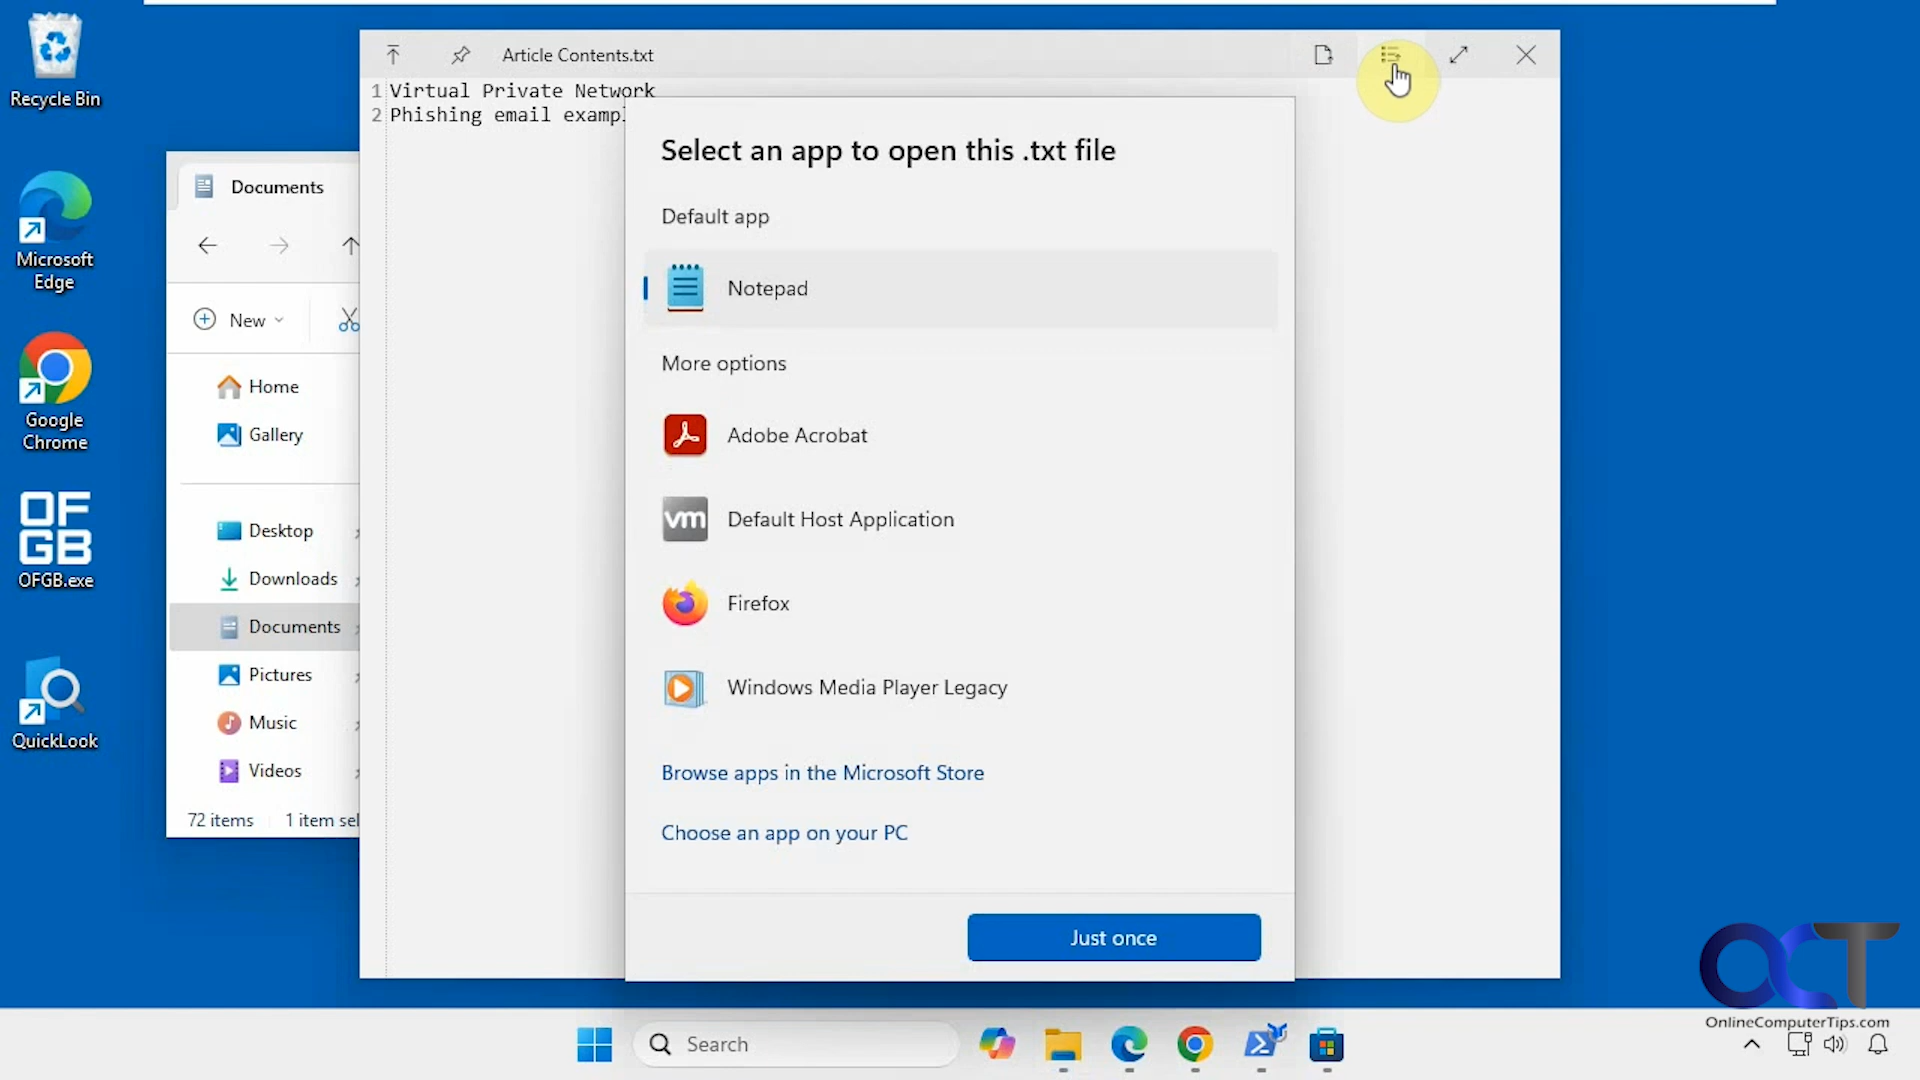 Recycle Bin
Microsoft
Edge
Google
Chrome
OF
GB
OFGB.exe
QuickLook
Documents
New
Home
Gallery
Desktop
Downloads
Documents
Pictures
Music
Videos
72 items
1 item sel
Article Contents.txt
1 Virtual Private Network
2 Phishing email exampl
Select an app to open this .txt file
Default app
Notepad
More options
Adobe Acrobat
vm Default Host Application
Firefox
Windows Media Player Legacy
Browse apps in the Microsoft Store
Choose an app on your PC
Just once
OCT
OnlineComputerTips.com
Search